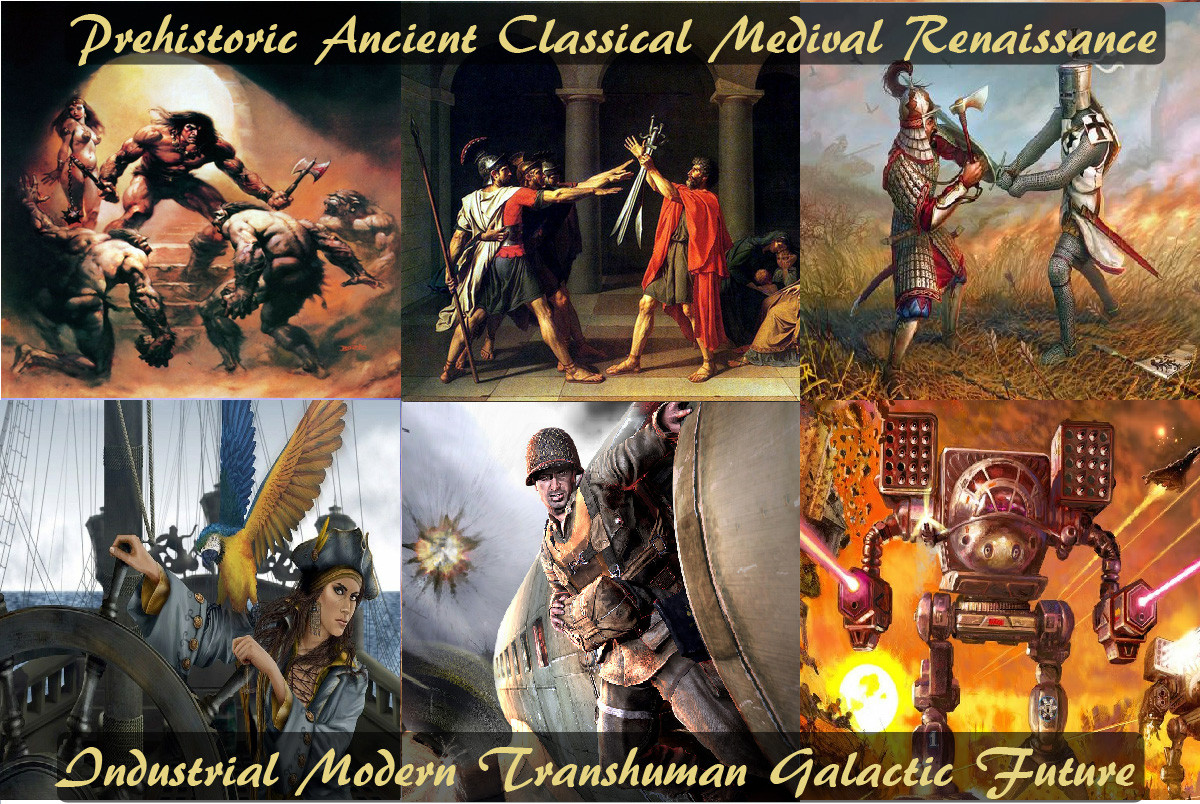 Prehistoric Ancient Classical Medival Renaissance
Industrial Modern Transhuman Galactic Future